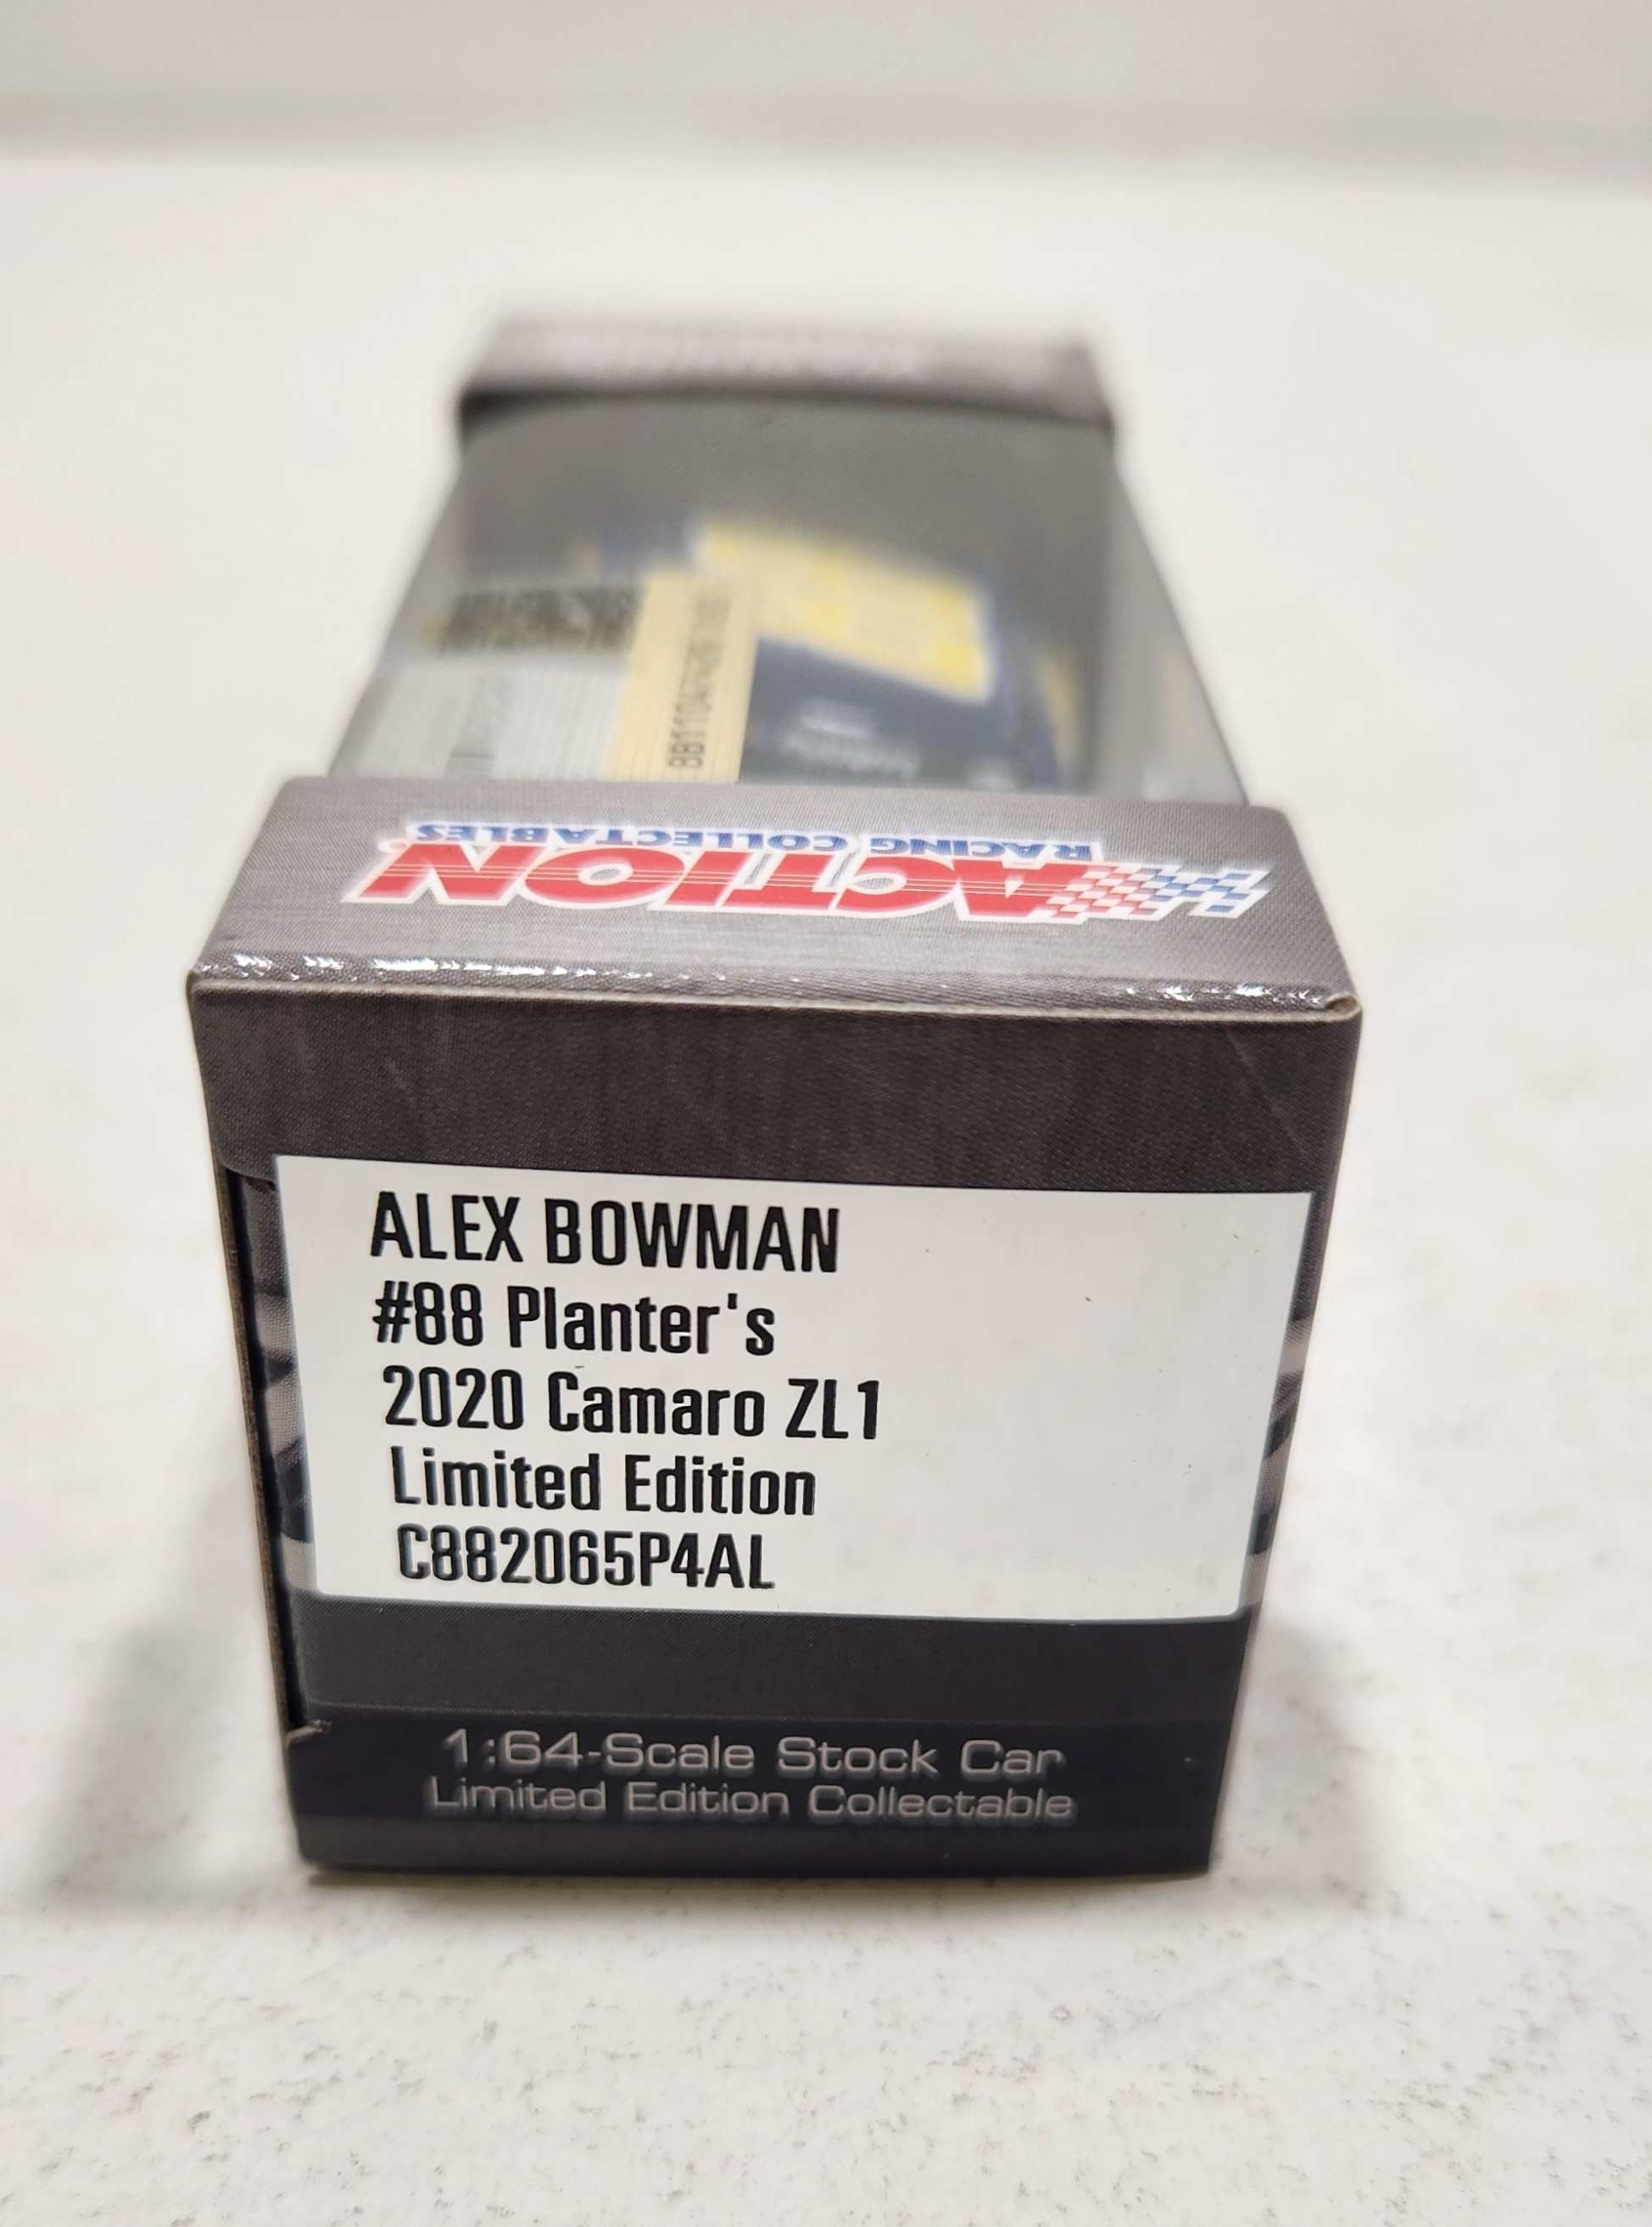 ACTION
RACING COLLECTABLES
ALEX BOWMAN
#88 Planter's
2020 Camaro ZL1
Limited Edition
C882065P4AL
1:64-Scale Stock Car
Limited Edition Collectable